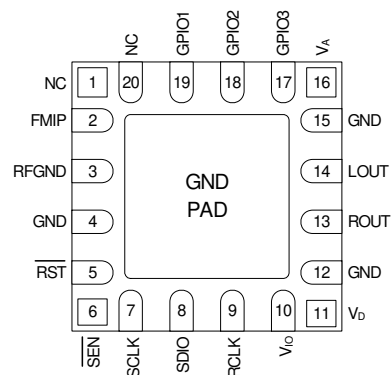 NC
GPIO1
GPIO2
GPIO3
VA
NC
1
20
19
18
17
16
FMIP
2
15
GND
RFGND
3
GND
PAD
14
LOUT
GND
4
13
ROUT
RST
5
12
GND
6
7
8
9
10
11
VD
SEN
SCLK
SDIO
RCLK
VIO